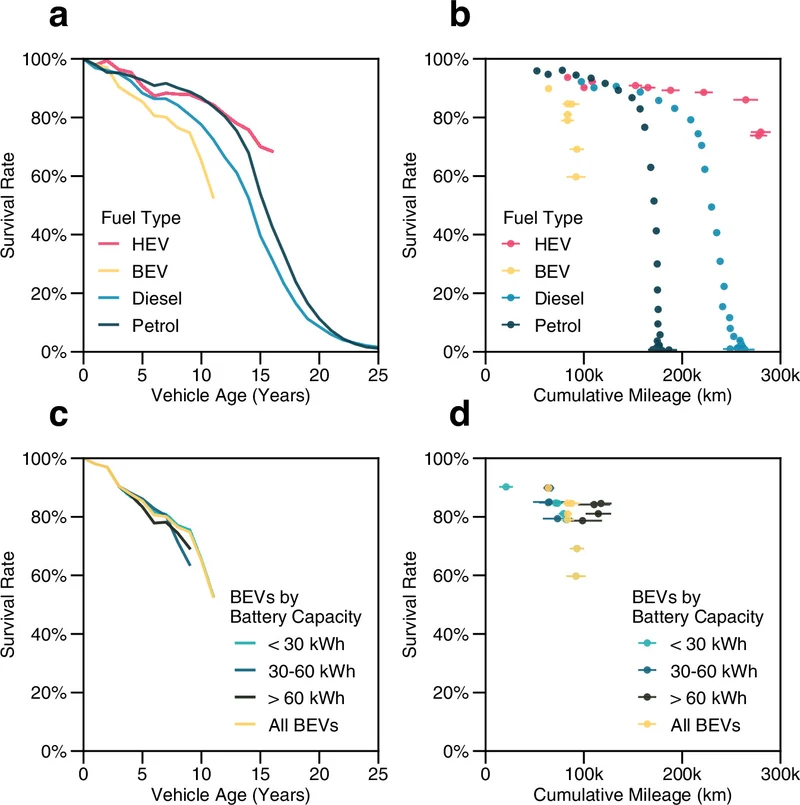 a
100%
80%
60%
40%
20%
0%
Survival Rate
Fuel Type
HEV
BEV
Diesel
Petrol
0
5
10
15
20
25
Vehicle Age (Years)
b
100%
80%
60%
40%
20%
0%
Survival Rate
Fuel Type
HEV
BEV
Diesel
Petrol
0
100k
200k
300k
Cumulative Mileage (km)
c
100%
80%
60%
40%
20%
0%
Survival Rate
BEVs by
Battery Capacity
< 30 kWh
30-60 kWh
> 60 kWh
All BEVs
0
5
10
15
20
25
Vehicle Age (Years)
d
100%
80%
60%
40%
20%
0%
Survival Rate
BEVs by
Battery Capacity
< 30 kWh
30-60 kWh
> 60 kWh
All BEVs
0
100k
200k
300k
Cumulative Mileage (km)